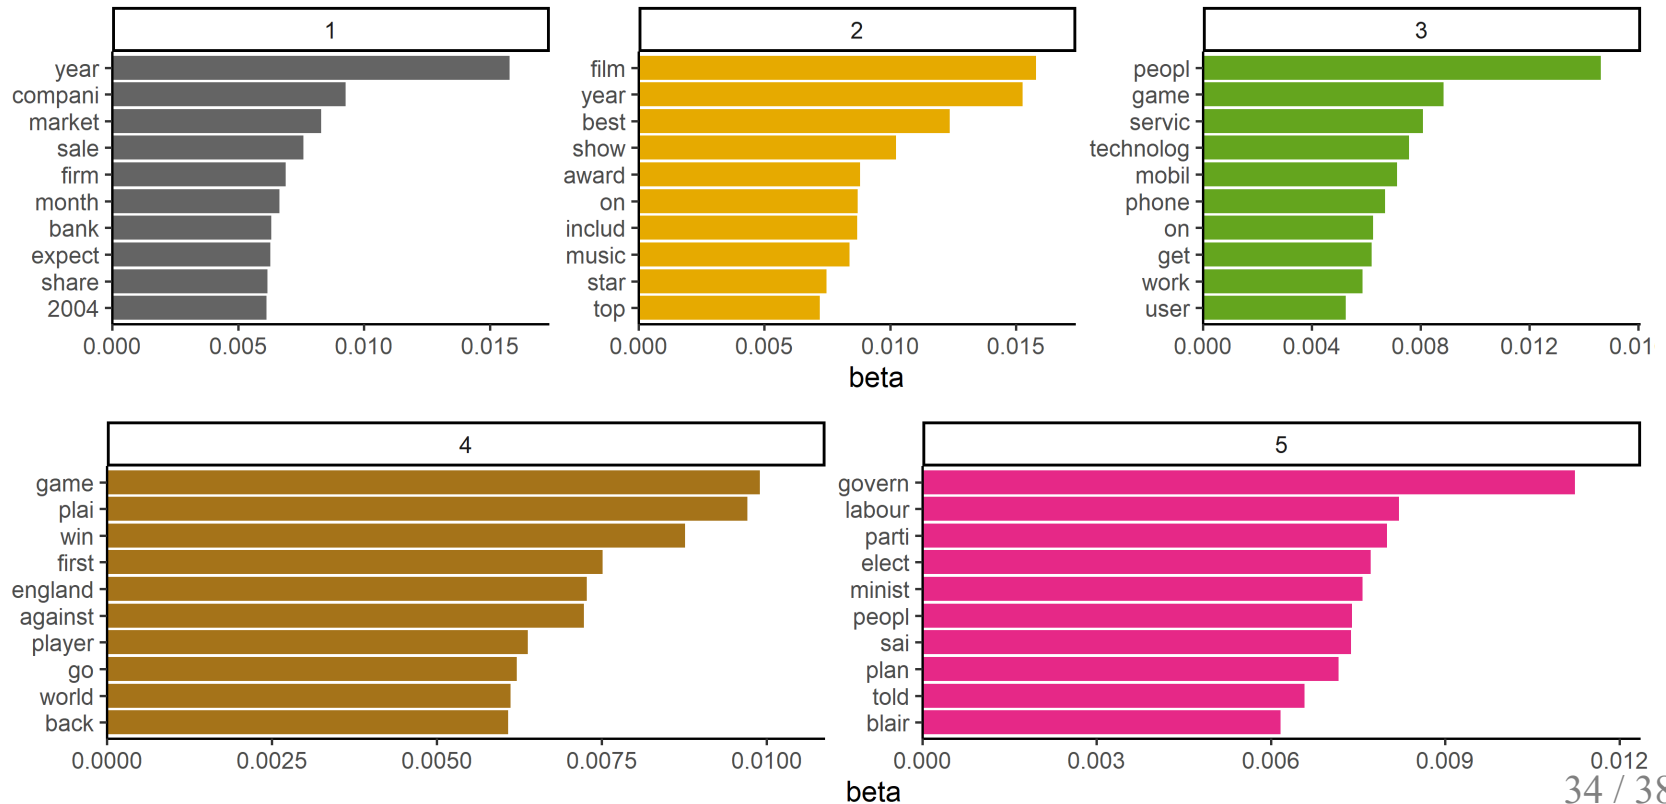 1
year
compani
market
sale
firm
month
bank
expect
share
2004
0.000 0.005 0.010 0.015
2
film
year
best
show
award
on
includ
music
star
top
0.000 0.005 0.010 0.015
3
peopl
game
servic
technolog
mobil
phone
on
get
work
user
0.000 0.004 0.008 0.012 0.01
beta
4
game
plai
win
first
england
against
player
go
world
back
0.0000 0.0025 0.0050 0.0075 0.0100
5
govern
labour
parti
elect
minist
peopl
sai
plan
told
blair
0.000 0.003 0.006 0.009 0.012
beta
34 / 38